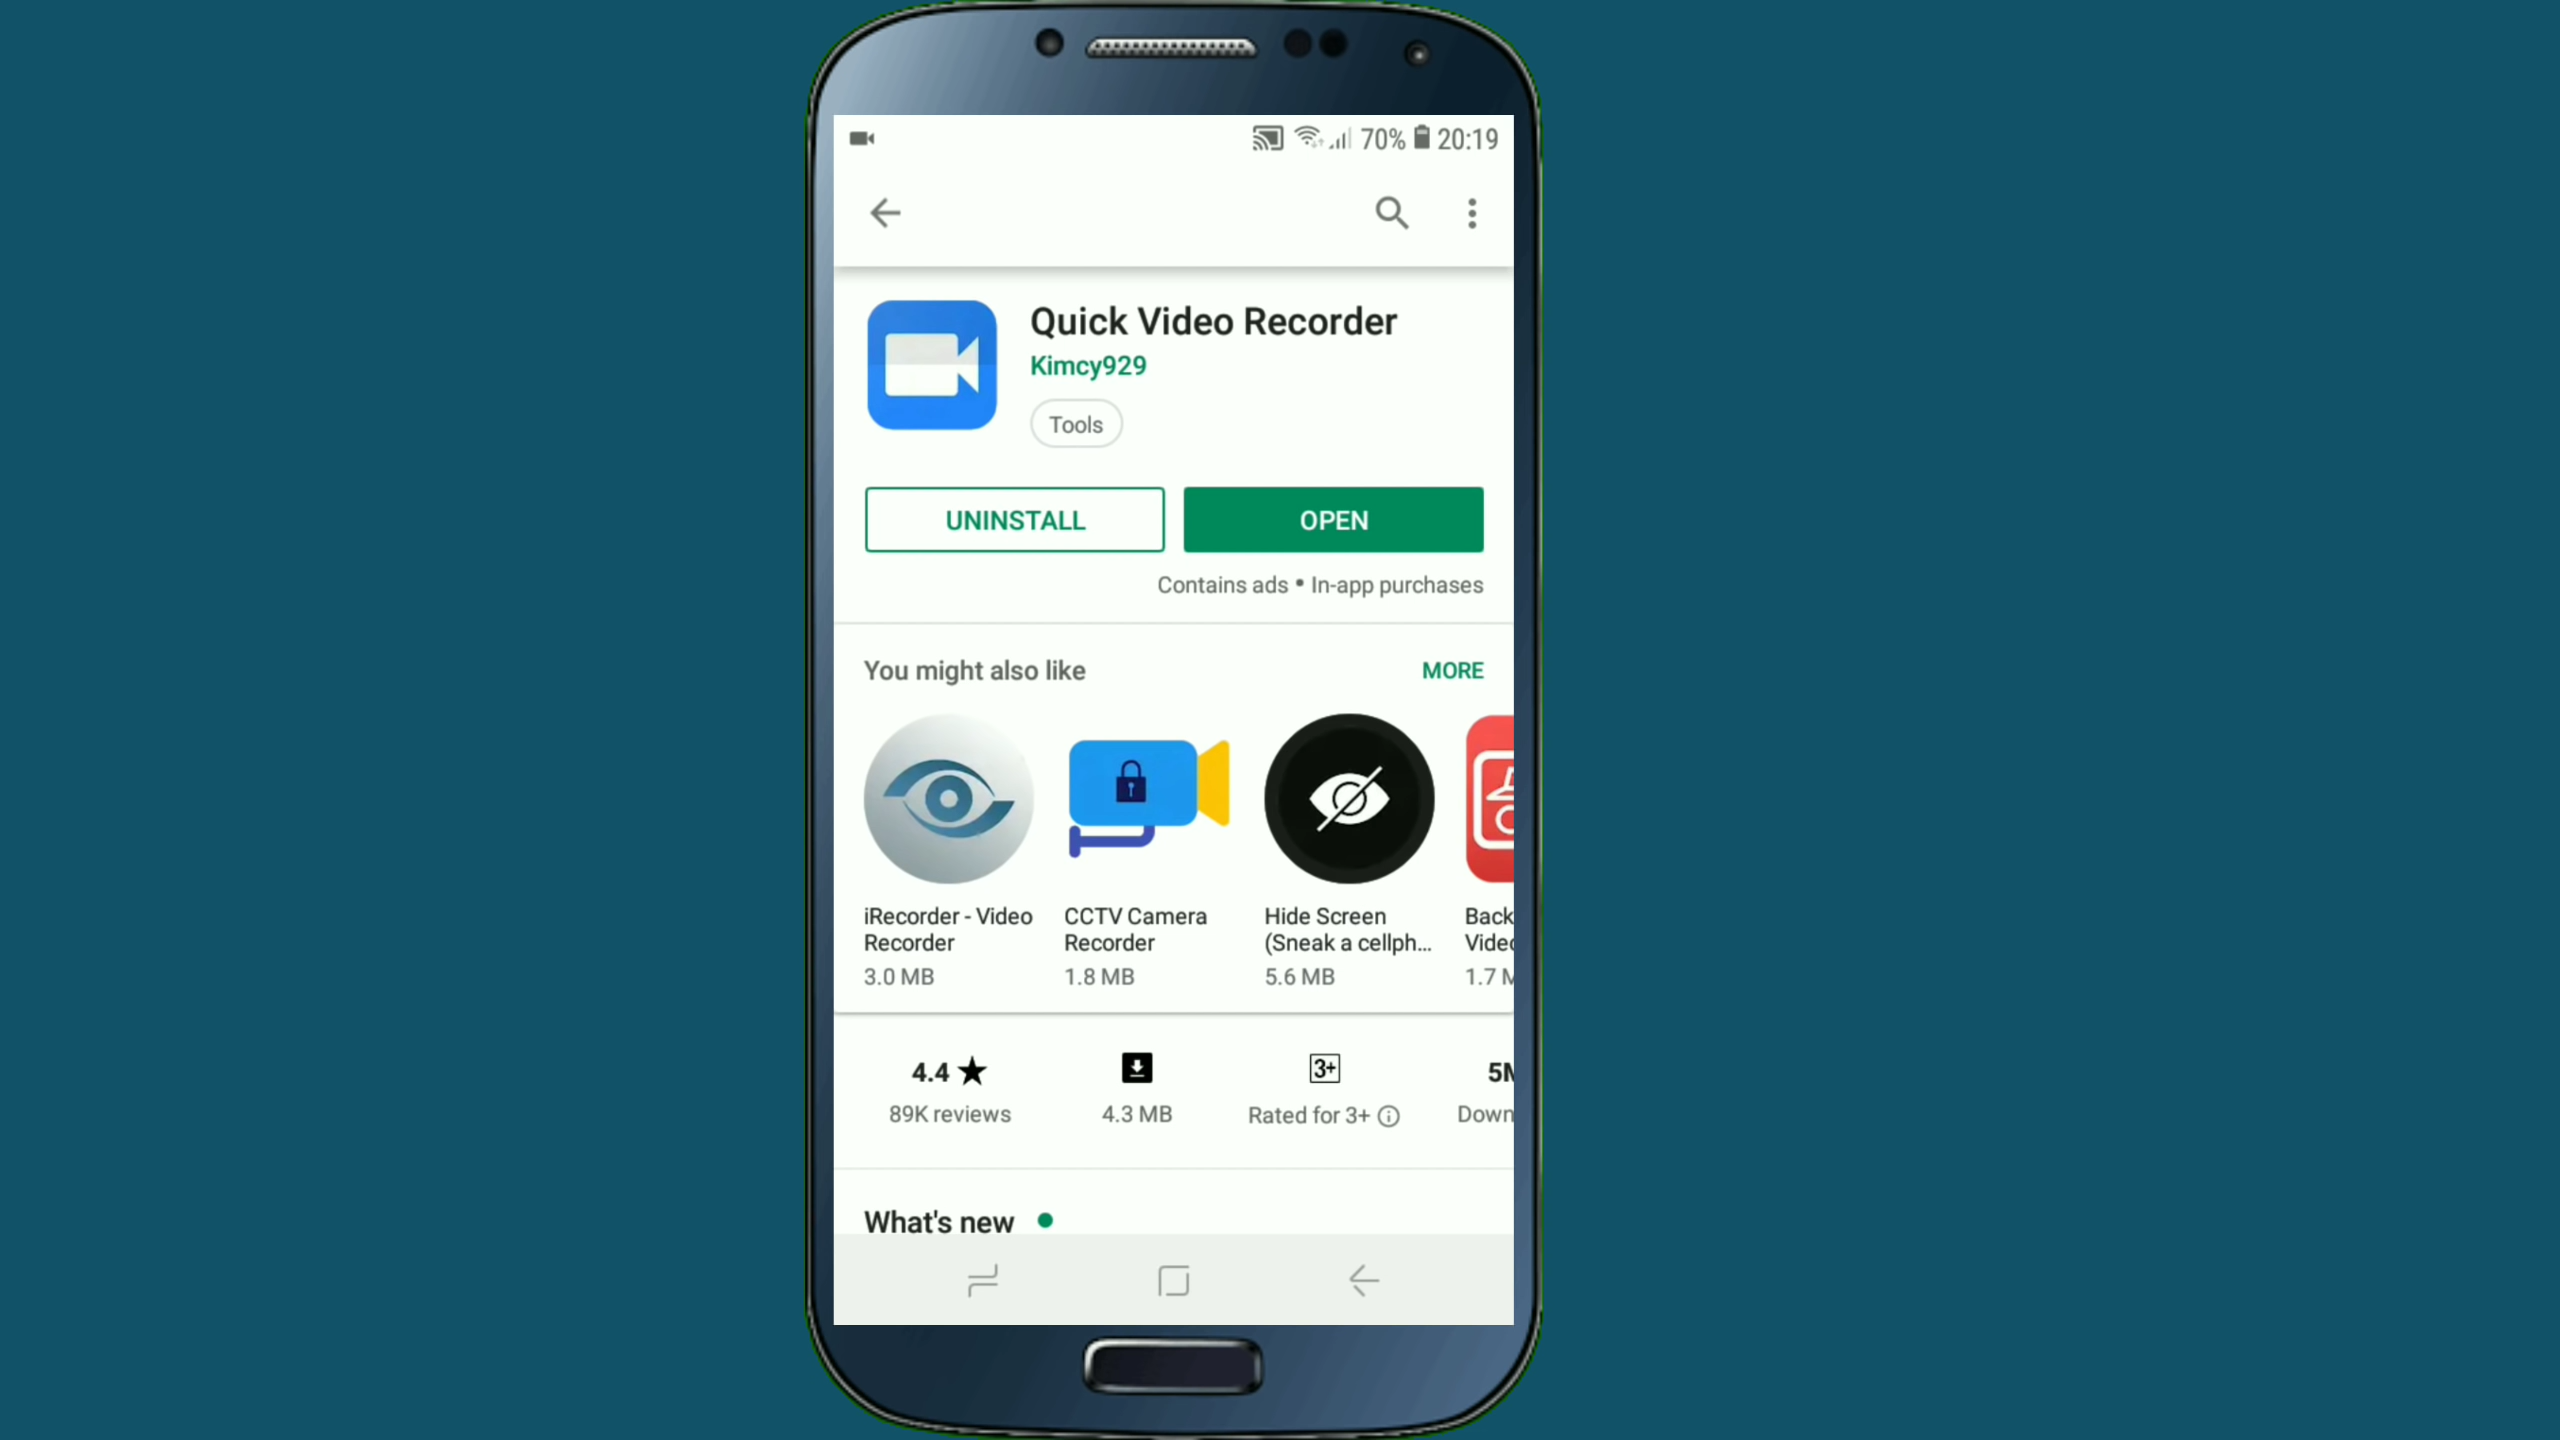 70% 20:19
Quick Video Recorder
Kimcy929
Tools
UNINSTALL
OPEN
Contains ads • In-app purchases
You might also like
MORE
iRecorder - Video
Recorder
3.0 MB
CCTV Camera
Recorder
1.8 MB
Hide Screen
(Sneak a cellph...
5.6 MB
Back
Vide
1.7
4.4 ★
89K reviews
4.3 MB
3+
Rated for 3+
5
Down
What's new